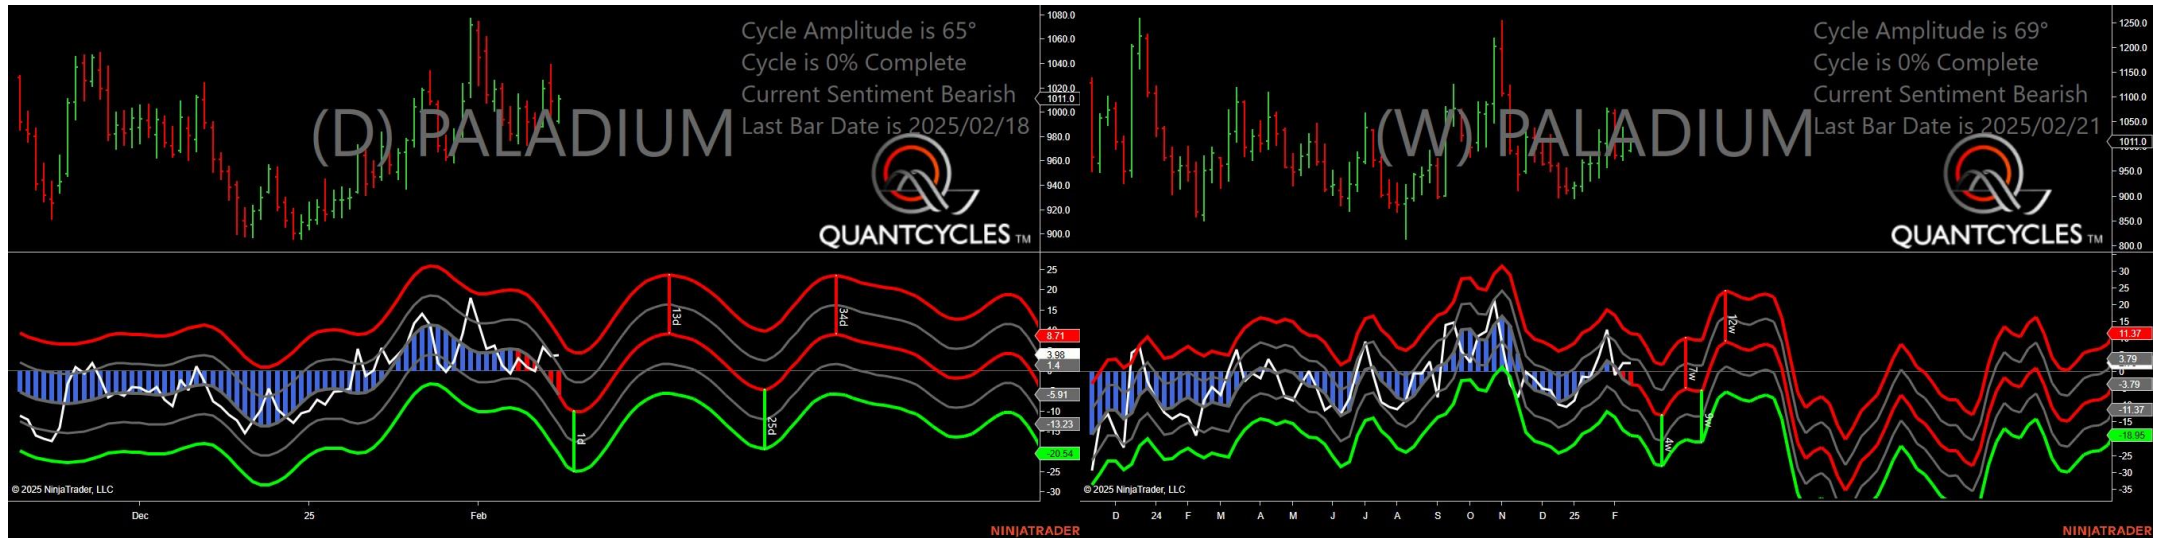 Cycle Amplitude is 65°
Cycle is 0% Complete
Current Sentiment Bearish
Last Bar Date is 2025/02/18
(D) PALADIUM
QUANTCYCLES TM
1080.0
1060.0
1040.0
1020.0
1011.0
1000.0
980.0
960.0
940.0
920.0
900.0
13d
34d
1d
25d
25
20
15
8.71
3.98
1.4
-5.91
-10
-13.23
-20.54
-25
-30
© 2025 NinjaTrader, LLC
Dec
25
Feb
NINJATRADER
Cycle Amplitude is 69°
Cycle is 0% Complete
Current Sentiment Bearish
Last Bar Date is 2025/02/21
(W) PALADIUM
QUANTCYCLES TM
1250.0
1200.0
1150.0
1100.0
1050.0
1011.0
950.0
900.0
850.0
800.0
12w
7w
9w
4w
30
25
20
15
11.37
3.79
0
-3.79
-11.37
-15
-18.95
-25
-30
-35
© 2025 NinjaTrader, LLC
D 24 F M A M J J A S O N D 25 F
NINJATRADER